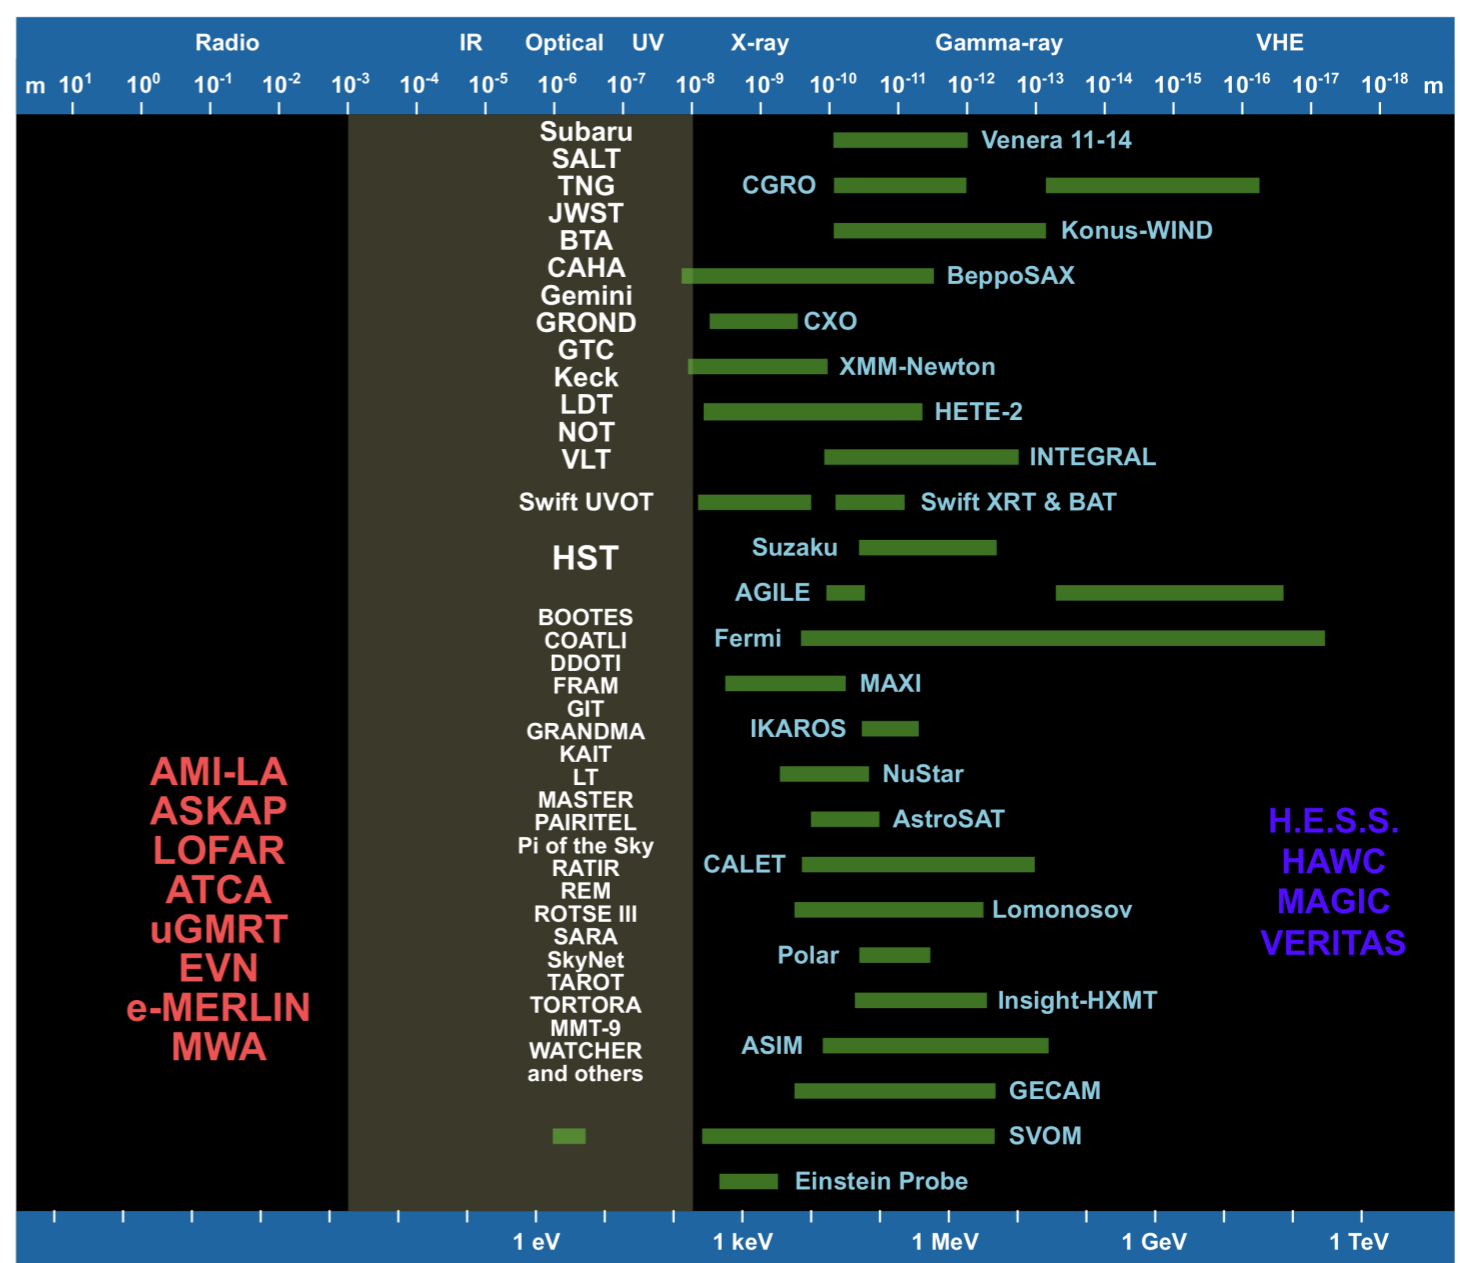 Radio IR Optical UV X-ray Gamma-ray VHE
m 10¹ 10⁰ 10⁻¹ 10⁻² 10⁻³ 10⁻⁴ 10⁻⁵ 10⁻⁶ 10⁻⁷ 10⁻⁸ 10⁻⁹ 10⁻¹⁰ 10⁻¹¹ 10⁻¹² 10⁻¹³ 10⁻¹⁴ 10⁻¹⁵ 10⁻¹⁶ 10⁻¹⁷ 10⁻¹⁸ m
AMI-LA
ASKAP
LOFAR
ATCA
uGMRT
EVN
e-MERLIN
MWA
Subaru
SALT
TNG
JWST
BTA
CAHA
Gemini
GROND
GTC
Keck
LDT
NOT
VLT
Swift UVOT
HST
BOOTES
COATLI
DDOTI
FRAM
GIT
GRANDMA
KAIT
LT
MASTER
PAIRITEL
Pi of the Sky
RATIR
REM
ROTSE III
SARA
SkyNet
TAROT
TORTORA
MMT-9
WATCHER
and others
Venera 11-14
CGRO
Konus-WIND
BeppoSAX
CXO
XMM-Newton
HETE-2
INTEGRAL
Swift XRT & BAT
Suzaku
AGILE
Fermi
MAXI
IKAROS
NuStar
AstroSAT
CALET
Lomonosov
Polar
Insight-HXMT
ASIM
GECAM
SVOM
Einstein Probe
H.E.S.S.
HAWC
MAGIC
VERITAS
1 eV 1 keV 1 MeV 1 GeV 1 TeV